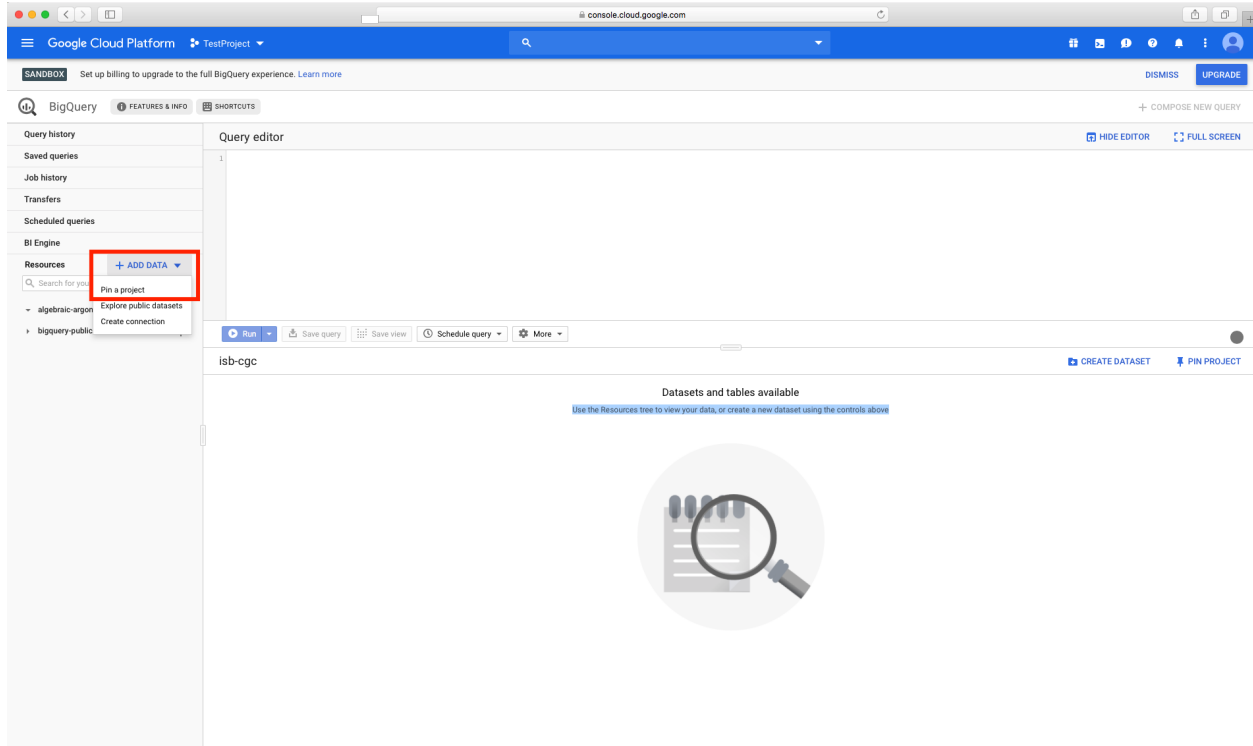 console.cloud.google.com
Google Cloud Platform TestProject
SANDBOX Set up billing to upgrade to the full BigQuery experience. Learn more DISMISS UPGRADE
BigQuery FEATURES & INFO SHORTCUTS + COMPOSE NEW QUERY
Query history
Saved queries
Job history
Transfers
Scheduled queries
BI Engine
Resources + ADD DATA
Search for you
Pin a project
Explore public datasets
Create connection
algebraic-argon
bigquery-public
Query editor HIDE EDITOR FULL SCREEN
1
Run Save query Save view Schedule query More
isb-cgc CREATE DATASET PIN PROJECT
Datasets and tables available
Use the Resources tree to view your data, or create a new dataset using the controls above